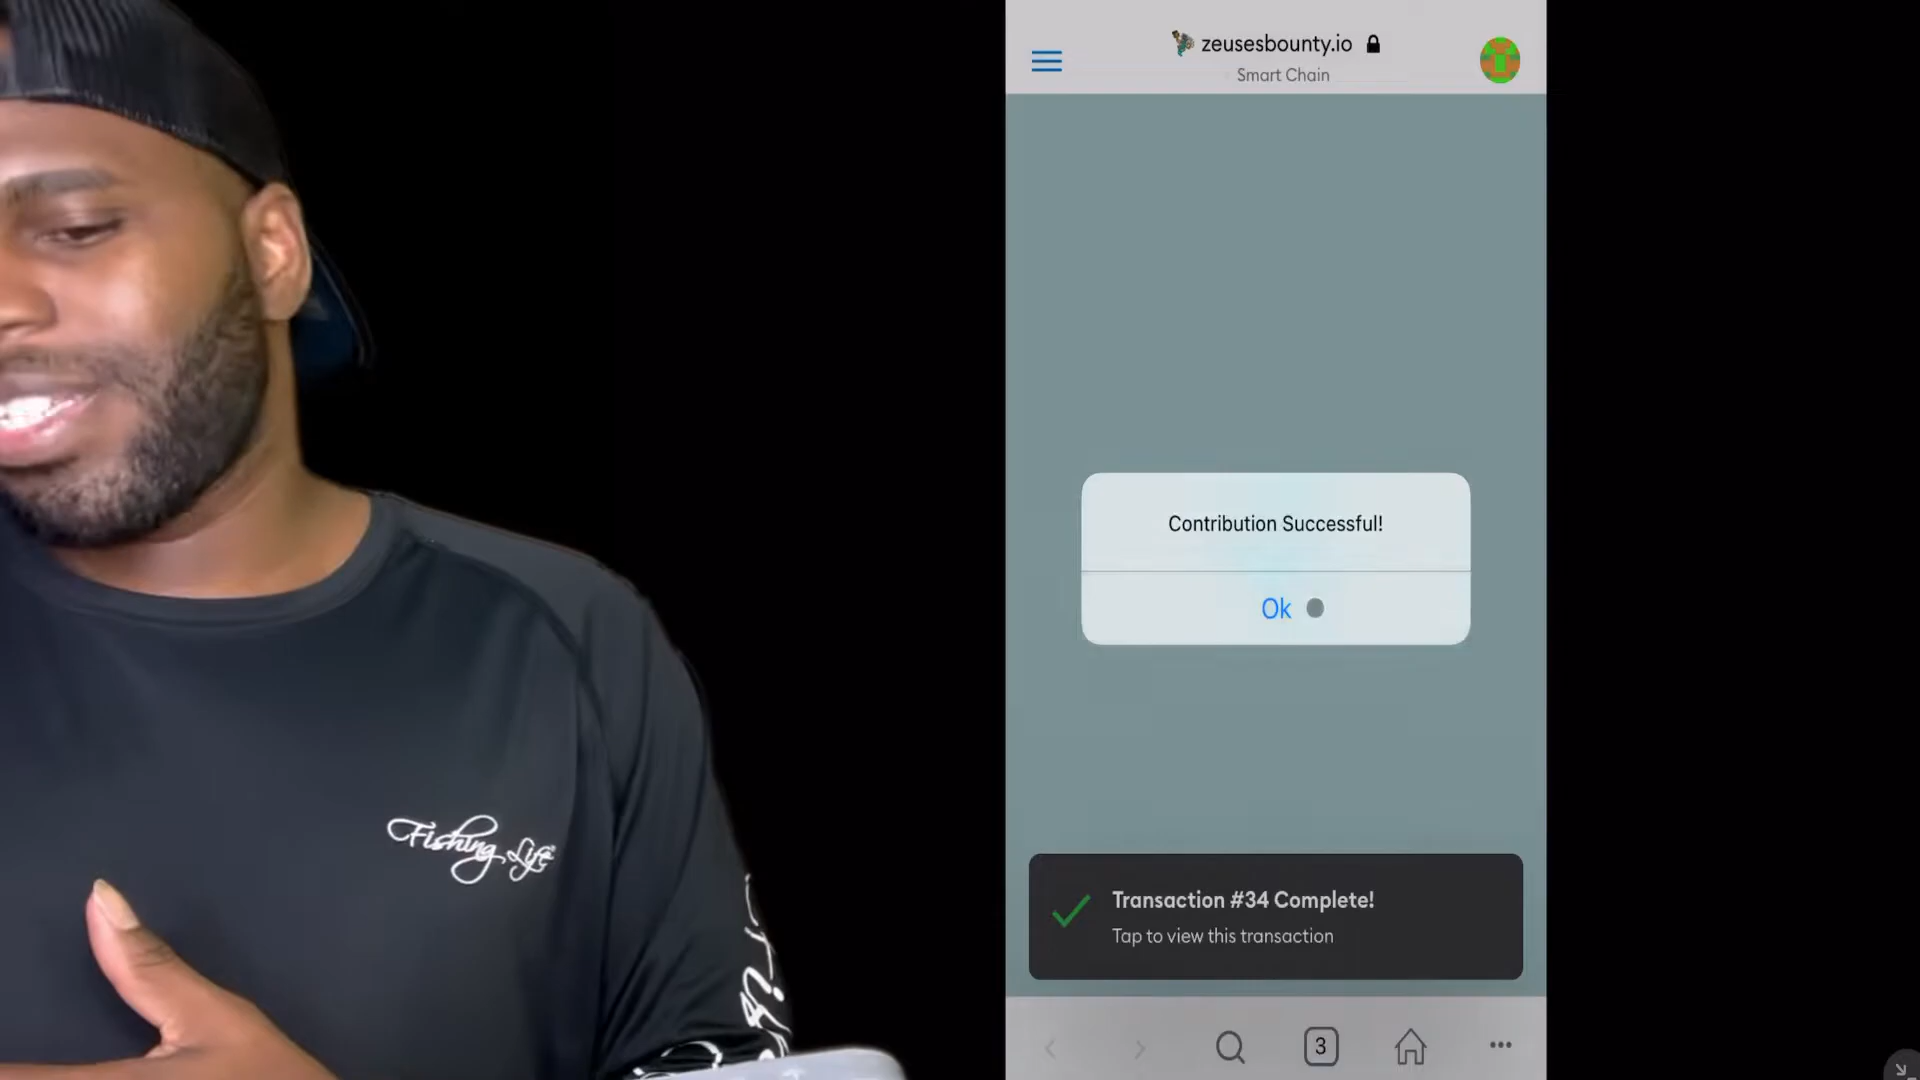 zeusesbounty.io
Smart Chain
Contribution Successful!
Ok
Fishing Life
Transaction #34 Complete!
Tap to view this transaction
3